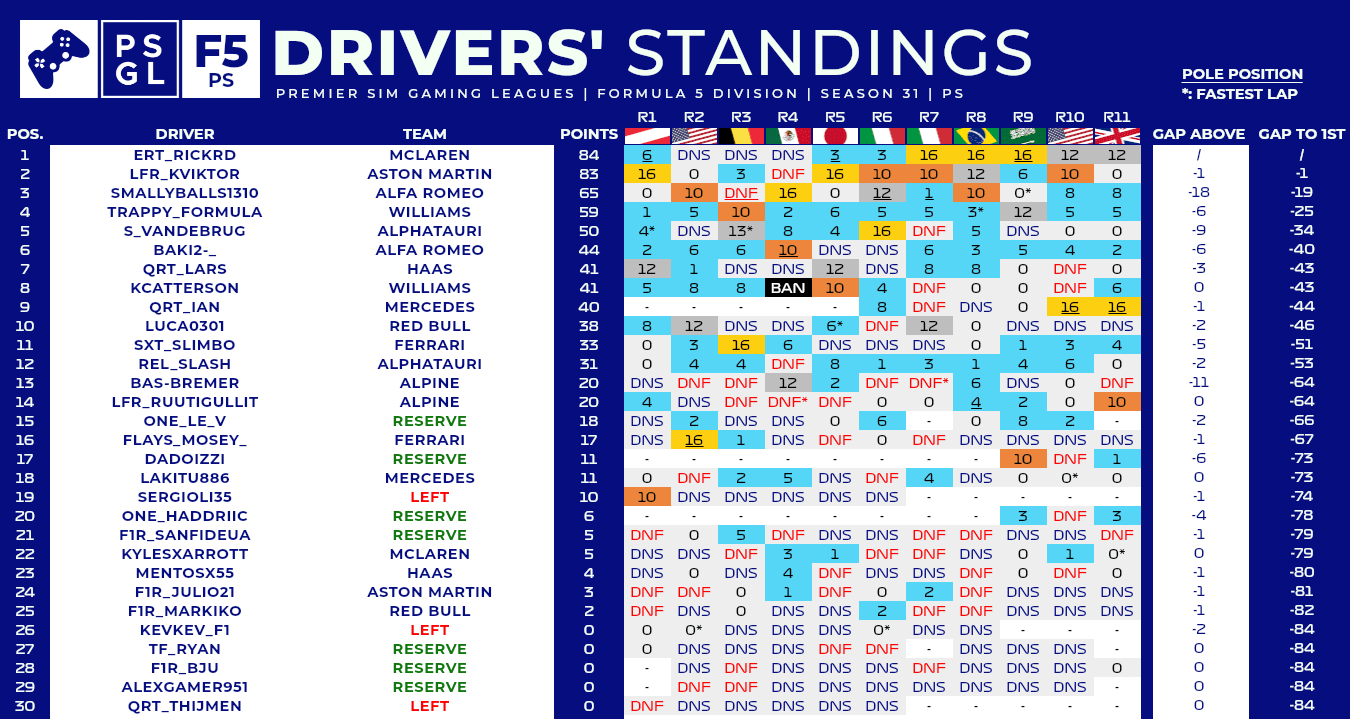 PS
GL
F5
PS
DRIVERS' STANDINGS
PREMIER SIM GAMING LEAGUES | FORMULA 5 DIVISION | SEASON 31 | PS
POLE POSITION
*: FASTEST LAP
R1 R2 R3 R4 R5 R6 R7 R8 R9 R10 R11
POS. DRIVER TEAM POINTS GAP ABOVE GAP TO 1ST
1 ERT_RICKRD MCLAREN 84 6 DNS DNS DNS 3 3 16 16 16 12 12 / /
2 LFR_KVIKTOR ASTON MARTIN 83 16 0 3 DNF 16 10 10 12 6 10 0 -1 -1
3 SMALLYBALLS1310 ALFA ROMEO 65 0 10 DNF 16 0 12 1 10 0* 8 8 -18 -19
4 TRAPPY_FORMULA WILLIAMS 59 1 5 10 2 6 5 5 3* 12 5 5 -6 -25
5 S_VANDEBRUG ALPHATAURI 50 4* DNS 13* 8 4 16 DNF 5 DNS 0 0 -9 -34
6 BAKI2-_ ALFA ROMEO 44 2 6 6 10 DNS DNS 6 3 5 4 2 -6 -40
7 QRT_LARS HAAS 41 12 1 DNS DNS 12 DNS 8 8 0 DNF 0 -3 -43
8 KCATTERSON WILLIAMS 41 5 8 8 BAN 10 4 DNF 0 0 DNF 6 0 -43
9 QRT_IAN MERCEDES 40 - - - - - 8 DNF DNS 0 16 16 -1 -44
10 LUCA0301 RED BULL 38 8 12 DNS DNS 6* DNF 12 0 DNS DNS DNS -2 -46
11 SXT_SLIMBO FERRARI 33 0 3 16 6 DNS DNS DNS 0 1 3 4 -5 -51
12 REL_SLASH ALPHATAURI 31 0 4 4 DNF 8 1 3 1 4 6 0 -2 -53
13 BAS-BREMER ALPINE 20 DNS DNF DNF 12 2 DNF DNF* 6 DNS 0 DNF -11 -64
14 LFR_RUUTIGULLIT ALPINE 20 4 DNS DNF DNF* DNF 0 0 4 2 0 10 0 -64
15 ONE_LE_V RESERVE 18 DNS 2 DNS DNS 0 6 - 0 8 2 - -2 -66
16 FLAYS_MOSEY_ FERRARI 17 DNS 16 1 DNS DNF 0 DNF DNS DNS DNS DNS -1 -67
17 DADOIZZI RESERVE 11 - - - - - - - - 10 DNF 1 -6 -73
18 LAKITU886 MERCEDES 11 0 DNF 2 5 DNS DNF 4 DNS 0 0* 0 0 -73
19 SERGIOLI35 LEFT 10 10 DNS DNS DNS DNS DNS - - - - - -1 -74
20 ONE_HADDRIIC RESERVE 6 - - - - - - - - 3 DNF 3 -4 -78
21 F1R_SANFIDEUA RESERVE 5 DNF 0 5 DNF DNS DNS DNF DNF DNS DNS DNF -1 -79
22 KYLESXARROTT MCLAREN 5 DNS DNS DNF 3 1 DNF DNF DNS 0 1 0* 0 -79
23 MENTOSX55 HAAS 4 DNS 0 DNS 4 DNF DNS DNS DNF 0 DNF 0 -1 -80
24 F1R_JULIO21 ASTON MARTIN 3 DNF DNF 0 1 DNF 0 2 DNF DNS DNS DNS -1 -81
25 F1R_MARKIKO RED BULL 2 DNF DNS 0 DNS DNS 2 DNF DNF DNS DNS DNS -1 -82
26 KEVKEV_F1 LEFT 0 0 0* DNS DNS DNS 0* DNS DNS - - - -2 -84
27 TF_RYAN RESERVE 0 0 DNS DNS DNS DNF DNF - DNS DNS DNS - 0 -84
28 F1R_BJU RESERVE 0 - DNS DNF DNS DNS DNS DNF DNS DNS DNS 0 0 -84
29 ALEXGAMER951 RESERVE 0 - DNF DNF DNS DNS DNS DNS DNS DNS DNS - 0 -84
30 QRT_THIJMEN LEFT 0 DNF DNS DNS DNS DNS DNS - - - - - 0 -84